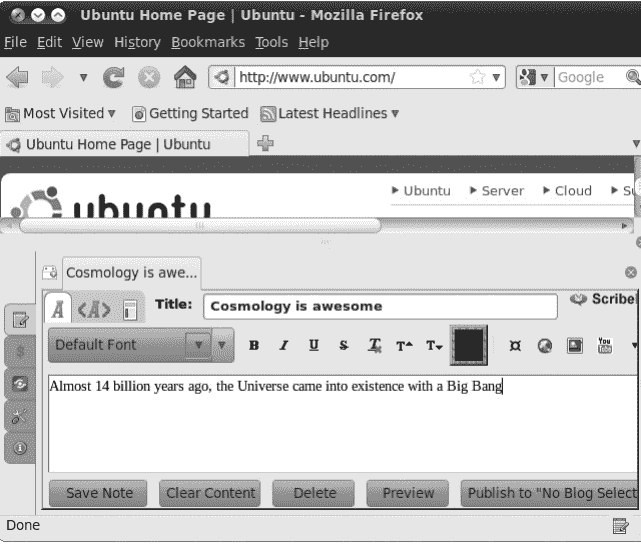 Ubuntu Home Page | Ubuntu - Mozilla Firefox
File Edit View History Bookmarks Tools Help
http://www.ubuntu.com/ Google
Most Visited Getting Started Latest Headlines
Ubuntu Home Page | Ubuntu
ubuntu Ubuntu Server Cloud Su
Cosmology is awe...
A <A> Title: Cosmology is awesome Scribe
Default Font B I U S T T T You Tube
Almost 14 billion years ago, the Universe came into existence with a Big Bang
Save Note Clear Content Delete Preview Publish to "No Blog Select
Done